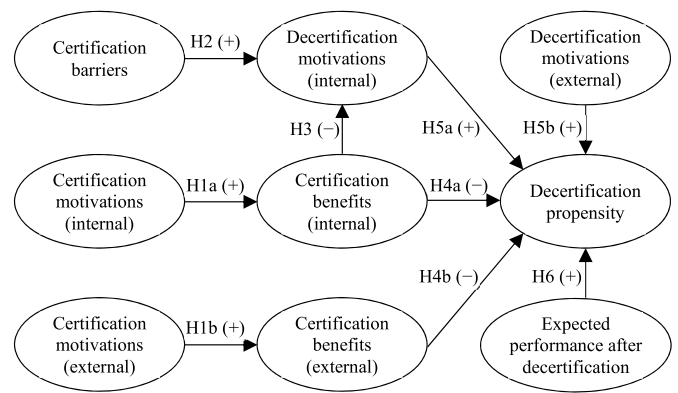 Certification
barriers
H2 (+)
Decertification
motivations
(internal)
Decertification
motivations
(external)
H3 (−)
H5a (+)
H5b (+)
Certification
motivations
(internal)
H1a (+)
Certification
benefits
(internal)
H4a (−)
Decertification
propensity
H4b (−)
H6 (+)
Certification
motivations
(external)
H1b (+)
Certification
benefits
(external)
Expected
performance after
decertification